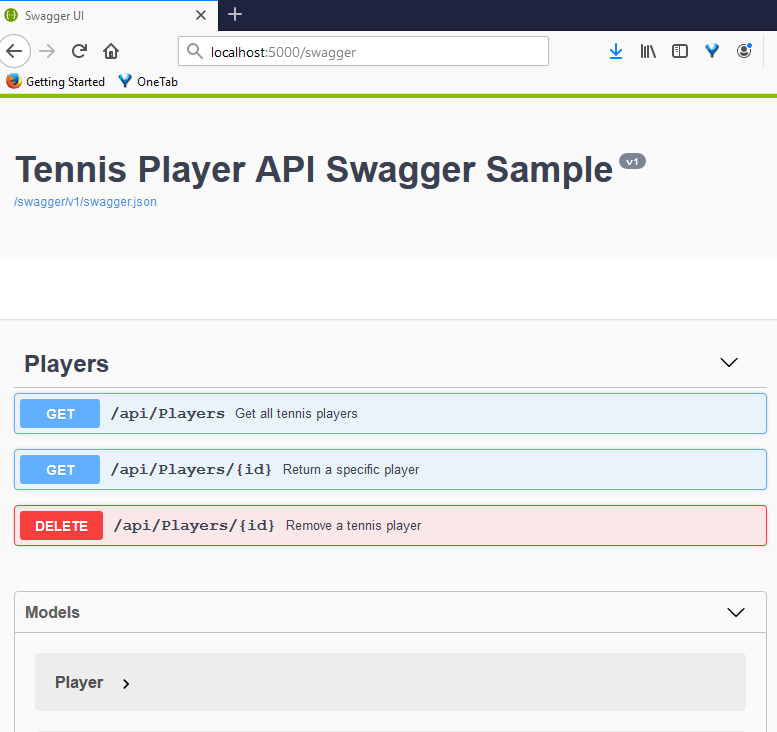 Swagger UI
localhost:5000/swagger
Getting Started OneTab
Tennis Player API Swagger Sample v1
/swagger/v1/swagger.json
Players
GET /api/Players Get all tennis players
GET /api/Players/{id} Return a specific player
DELETE /api/Players/{id} Remove a tennis player
Models
Player